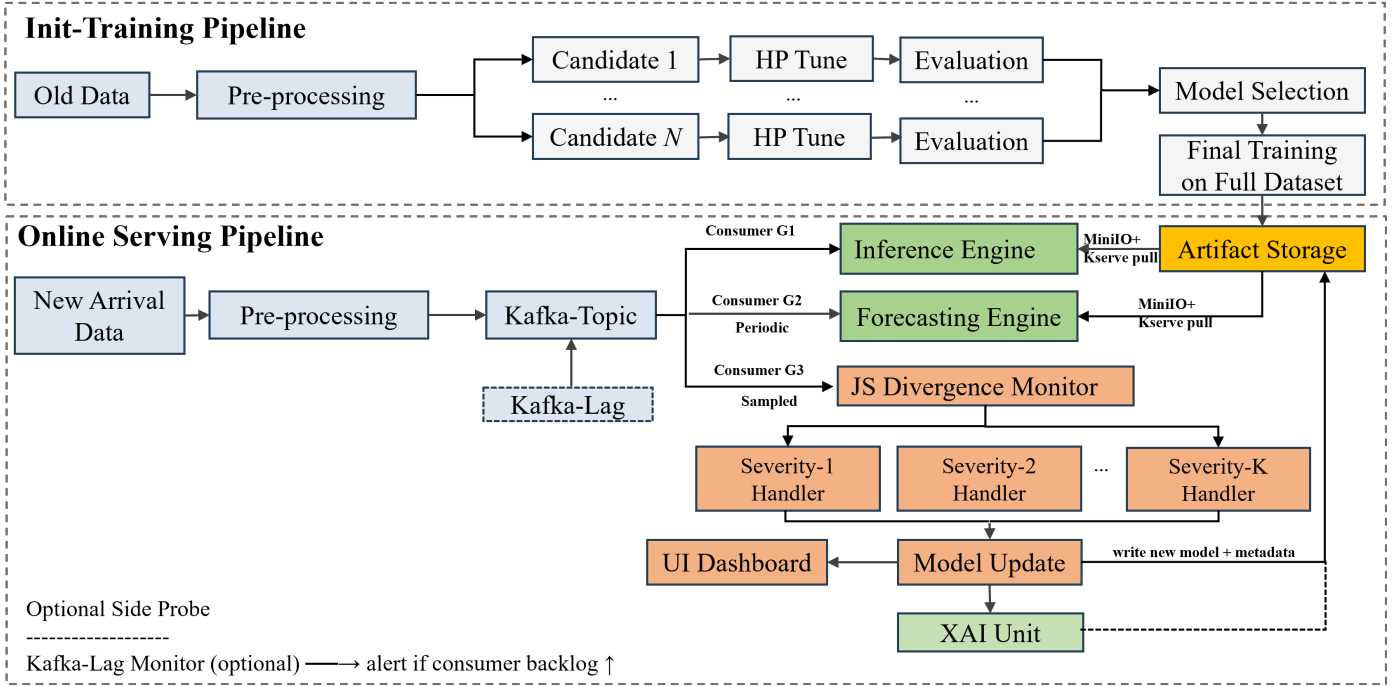 Init-Training Pipeline
Old Data
Pre-processing
Candidate 1
HP Tune
Evaluation
...
...
...
Candidate N
HP Tune
Evaluation
Model Selection
Final Training
on Full Dataset
Online Serving Pipeline
New Arrival
Data
Pre-processing
Kafka-Topic
Kafka-Lag
Consumer G1
Inference Engine
MiniIO+
Kserve pull
Artifact Storage
Consumer G2
Periodic
Forecasting Engine
MiniIO+
Kserve pull
Consumer G3
Sampled
JS Divergence Monitor
Severity-1
Handler
Severity-2
Handler
...
Severity-K
Handler
UI Dashboard
Model Update
write new model + metadata
XAI Unit
Optional Side Probe
-------------------
Kafka-Lag Monitor (optional) ──→ alert if consumer backlog ↑